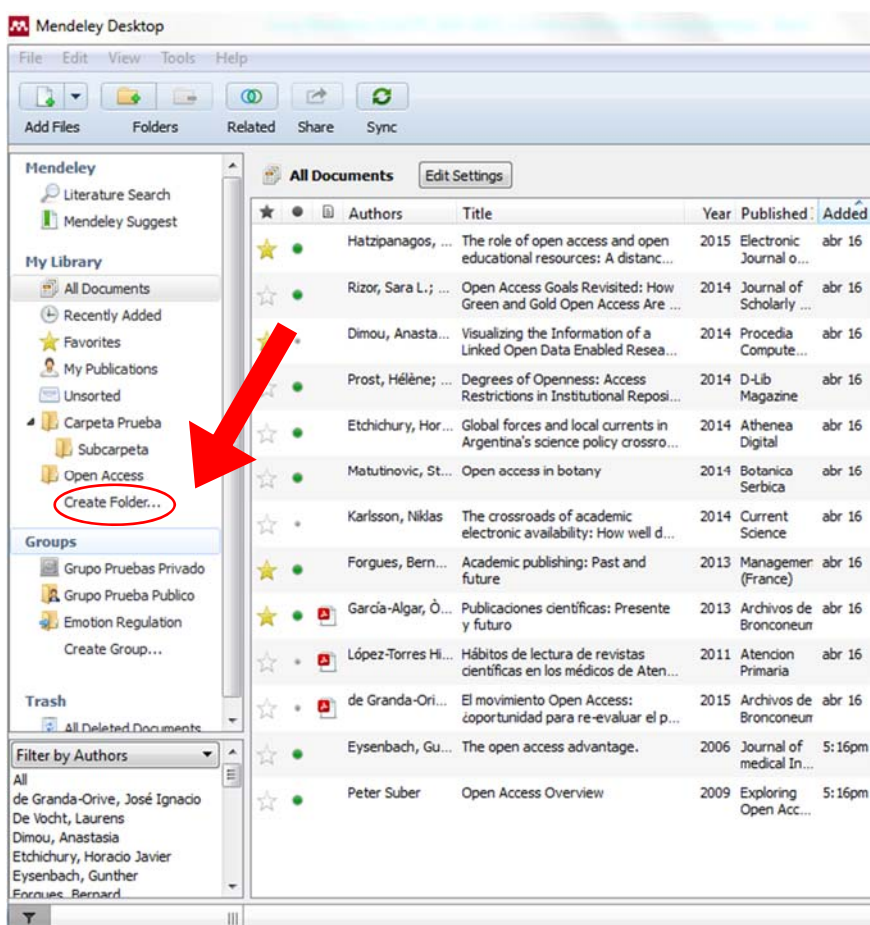 Mendeley Desktop
File Edit View Tools Help
Add Files Folders Related Share Sync
Mendeley
Literature Search
Mendeley Suggest
My Library
All Documents
Recently Added
Favorites
My Publications
Unsorted
Carpeta Prueba
Subcarpeta
Open Access
Create Folder...
Groups
Grupo Pruebas Privado
Grupo Prueba Publico
Emotion Regulation
Create Group...
Trash
All Deleted Documents
Filter by Authors
All
de Granda-Orive, José Ignacio
De Vocht, Laurens
Dimou, Anastasia
Etchichury, Horacio Javier
Eysenbach, Gunther
Forgues, Bernard
All Documents Edit Settings
Authors Title Year Published Added
Hatzipanagos, ... The role of open access and open 2015 Electronic abr 16
educational resources: A distanc... Journal o...
Rizor, Sara L.; ... Open Access Goals Revisited: How 2014 Journal of abr 16
Green and Gold Open Access Are ... Scholarly ...
Dimou, Anasta... Visualizing the Information of a 2014 Procedia abr 16
Linked Open Data Enabled Resea... Compute...
Prost, Hélène; ... Degrees of Openness: Access 2014 D-Lib abr 16
Restrictions in Institutional Reposi... Magazine
Etchichury, Hor... Global forces and local currents in 2014 Athenea abr 16
Argentina's science policy crossro... Digital
Matutinovic, St... Open access in botany 2014 Botanica abr 16
Serbica
Karlsson, Niklas The crossroads of academic 2014 Current abr 16
electronic availability: How well d... Science
Forgues, Bern... Academic publishing: Past and 2013 Managemen abr 16
future (France)
García-Algar, Ò... Publicaciones científicas: Presente 2013 Archivos de abr 16
y futuro Bronconeun
López-Torres Hi... Hábitos de lectura de revistas 2011 Atencion abr 16
científicas en los médicos de Aten... Primaria
de Granda-Ori... El movimiento Open Access: 2015 Archivos de abr 16
¿oportunidad para re-evaluar el p... Bronconeun
Eysenbach, Gu... The open access advantage. 2006 Journal of 5:16pm
medical In...
Peter Suber Open Access Overview 2009 Exploring 5:16pm
Open Acc...